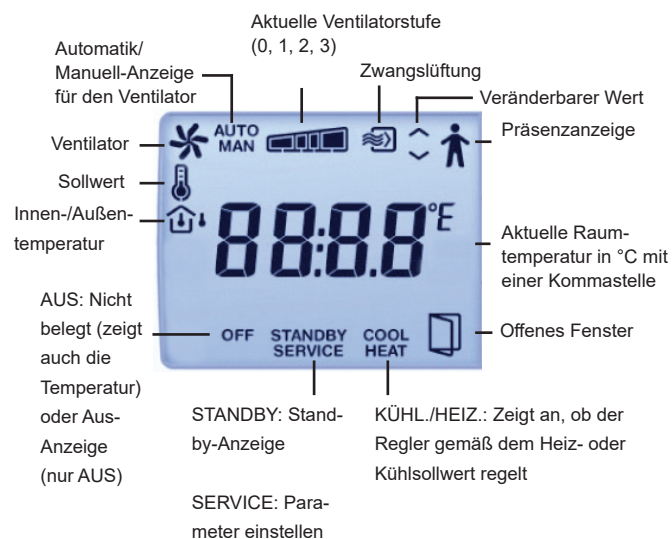 Aktuelle Ventilatorstufe
(0, 1, 2, 3)
Automatik/
Manuell-Anzeige
für den Ventilator
Zwangslüftung
Veränderbarer Wert
Präsenzanzeige
Ventilator
Sollwert
Innen-/Außen-
temperatur
AUTO
MAN
88:8.8°E
Aktuelle Raum-
temperatur in °C mit
einer Kommastelle
AUS: Nicht
belegt (zeigt
auch die
Temperatur)
oder Aus-
Anzeige
(nur AUS)
OFF
STANDBY
SERVICE
COOL
HEAT
Offenes Fenster
STANDBY: Stand-
by-Anzeige
SERVICE: Para-
meter einstellen
KÜHL./HEIZ.: Zeigt an, ob der
Regler gemäß dem Heiz- oder
Kühlsollwert regelt